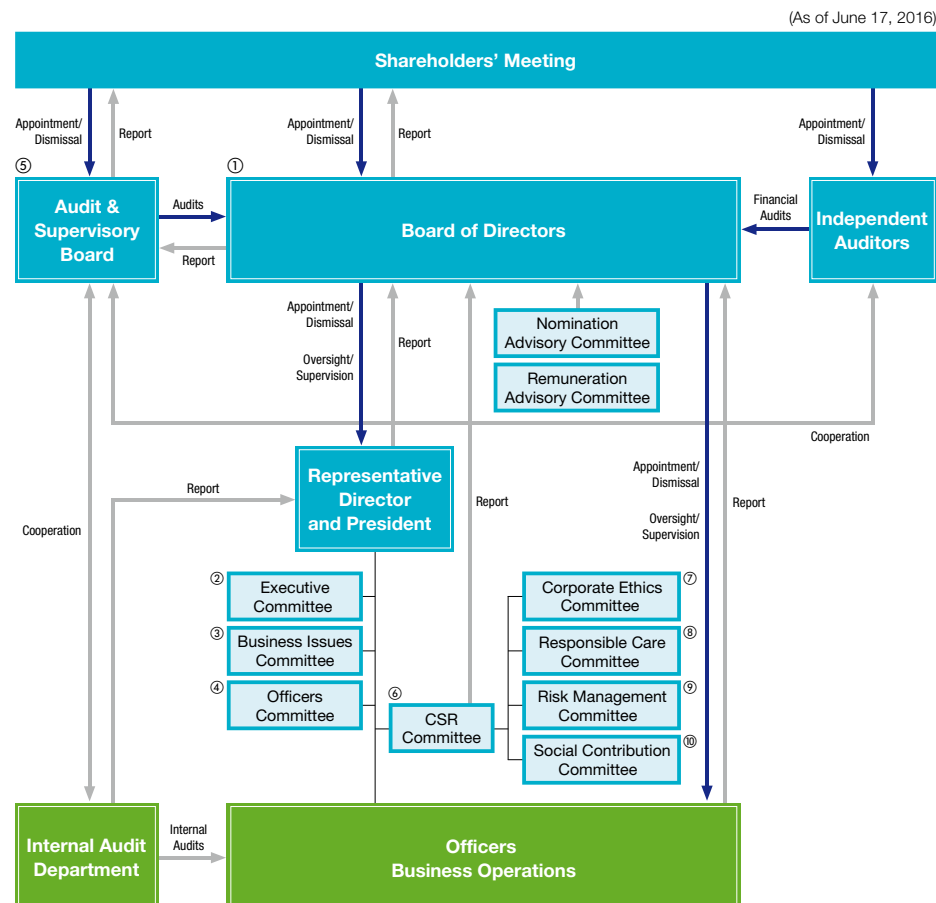 (As of June 17, 2016)
Shareholders’ Meeting
Appointment/
Dismissal
Report
Appointment/
Dismissal
Report
Appointment/
Dismissal
⑤
Audit &
Supervisory
Board
Audits
Report
①
Board of Directors
Financial
Audits
Independent
Auditors
Appointment/
Dismissal
Oversight/
Supervision
Report
Nomination
Advisory Committee
Remuneration
Advisory Committee
Cooperation
Representative
Director
and President
Report
Cooperation
Report
Appointment/
Dismissal
Oversight/
Supervision
Report
②
Executive
Committee
③
Business Issues
Committee
④
Officers
Committee
⑥
CSR
Committee
Corporate Ethics
Committee
⑦
Responsible Care
Committee
⑧
Risk Management
Committee
⑨
Social Contribution
Committee
⑩
Internal Audit
Department
Internal
Audits
Officers
Business Operations